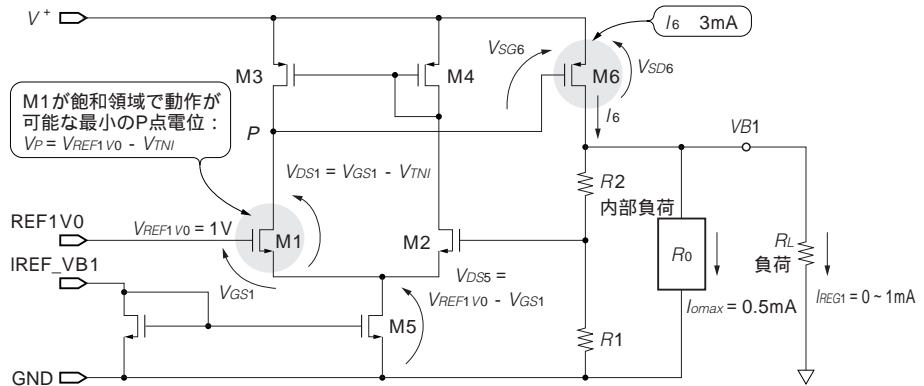 V+
I6 3mA
VSG6
VSD6
M3
M4
M6
I6
M1が飽和領域で動作が
可能な最小のP点電位：
VP = VREF1V0 - VTNI
P
VB1
VDS1 = VGS1 - VTNI
R2
内部負荷
REF1V0
VREF1V0 = 1V
M1
M2
R0
RL
負荷
IREF_VB1
VGS1
VDS5 =
VREF1V0 - VGS1
Iomax = 0.5mA
IREG1 = 0 ~ 1mA
M5
R1
GND